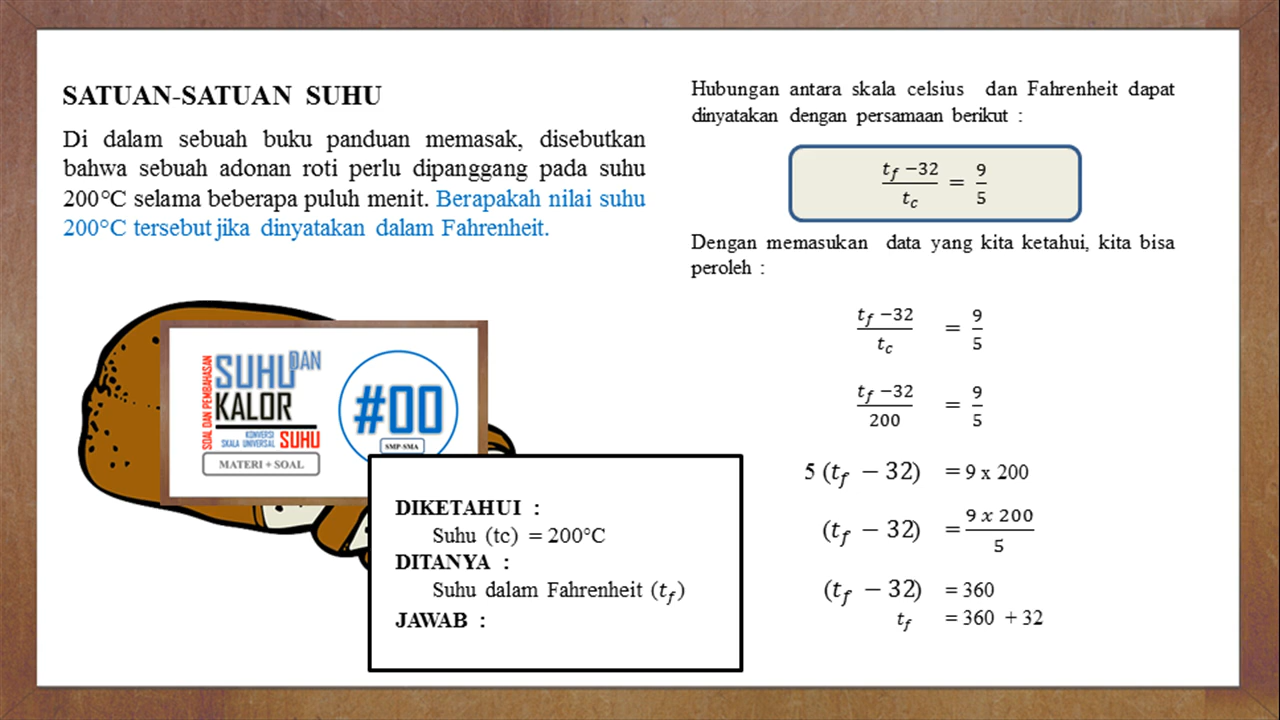 SATUAN-SATUAN SUHU
Di dalam sebuah buku panduan memasak, disebutkan
bahwa sebuah adonan roti perlu dipanggang pada suhu
200°C selama beberapa puluh menit. Berapakah nilai suhu
200°C tersebut jika dinyatakan dalam Fahrenheit.
SOAL DAN PEMBAHASAN
SUHU DAN
KALOR
KONVERSI
SKALA UNIVERSAL SUHU
MATERI + SOAL
#00
SMP-SMA
DIKETAHUI :
Suhu (tc) = 200°C
DITANYA :
Suhu dalam Fahrenheit (t_f)
JAWAB :
Hubungan antara skala celsius dan Fahrenheit dapat
dinyatakan dengan persamaan berikut :
(t_f − 32)/t_c = 9/5
Dengan memasukan data yang kita ketahui, kita bisa
peroleh :
(t_f − 32)/t_c = 9/5
(t_f − 32)/200 = 9/5
5 (t_f − 32) = 9 x 200
(t_f − 32) = (9 x 200)/5
(t_f − 32) = 360
t_f = 360 + 32